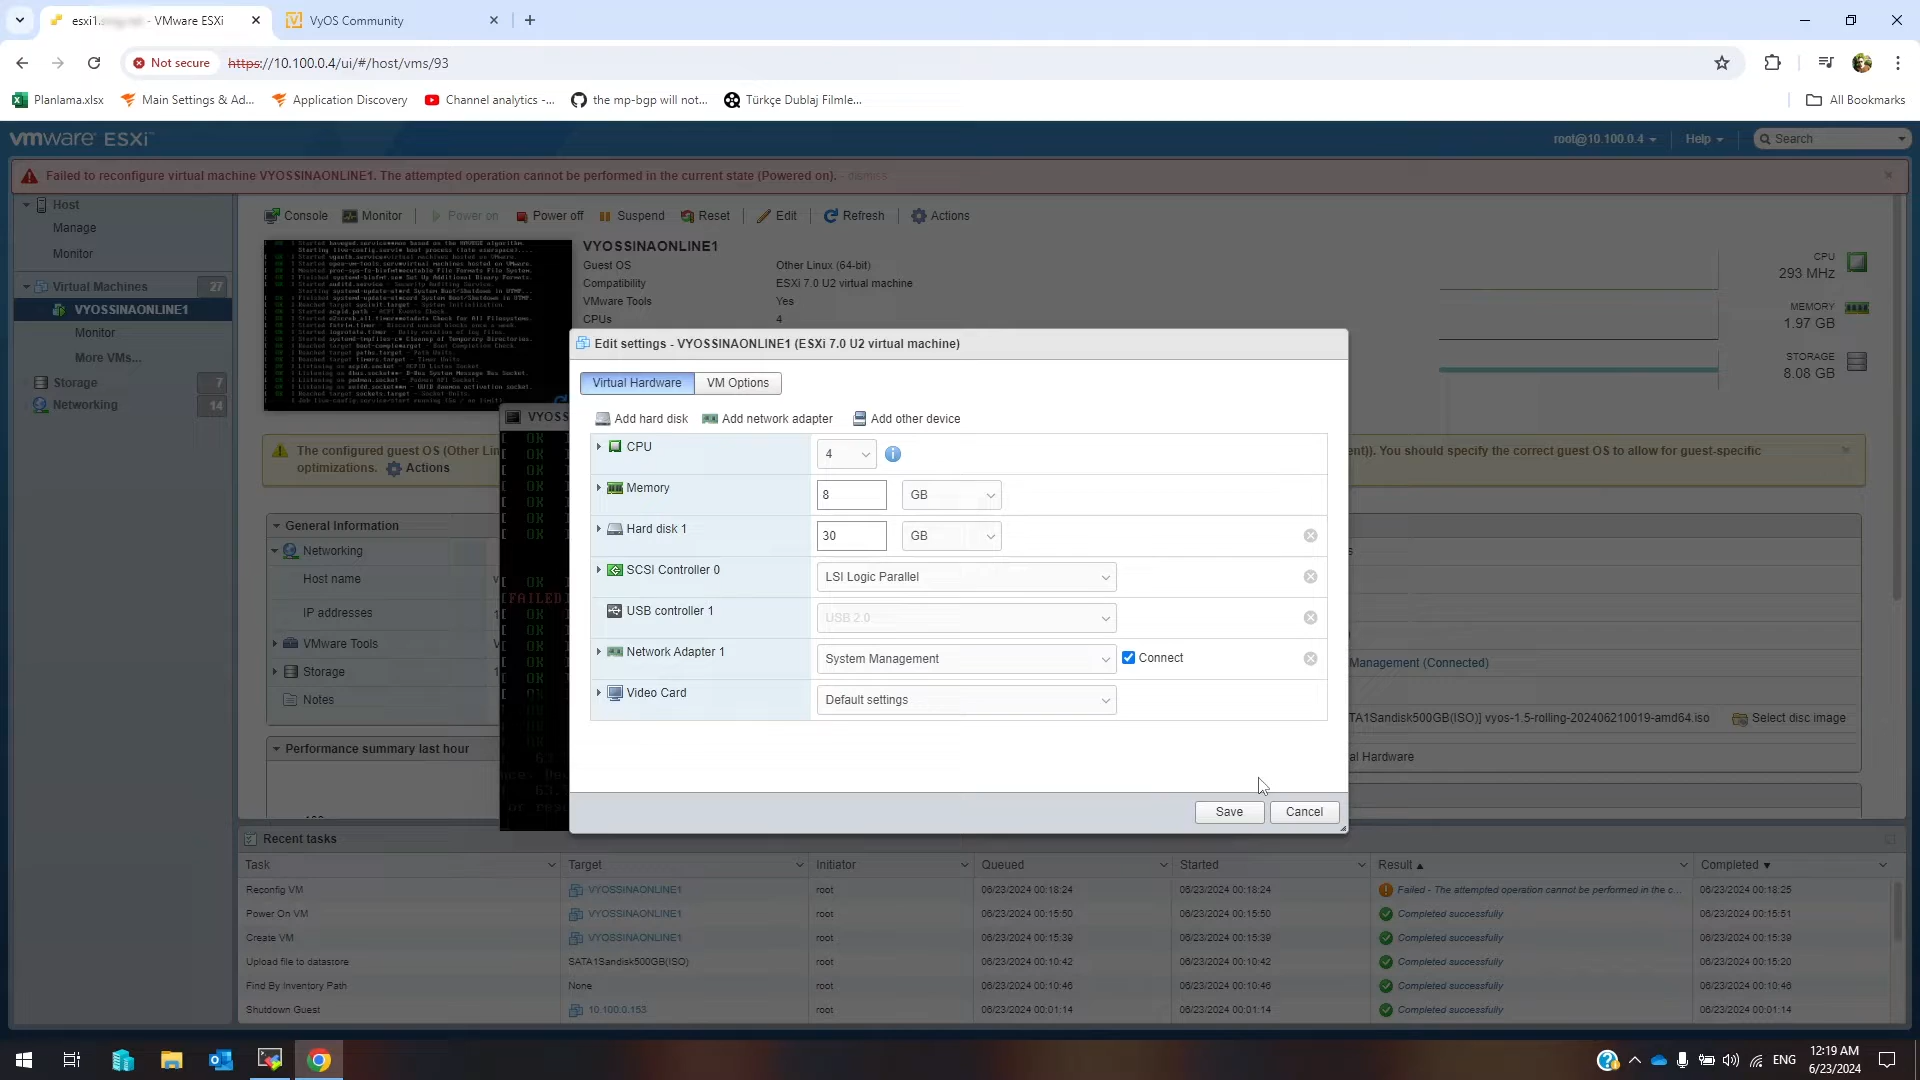 esxi1. - VMware ESXi
VyOS Community
Not secure
https://10.100.0.4/ui/#/host/vms/93
Planlama.xlsx
Main Settings & Ad...
Application Discovery
Channel analytics -...
the mp-bgp will not...
Türkçe Dublaj Filmle...
All Bookmarks
vmware ESXi
root@10.100.0.4
Help
Search
Failed to reconfigure virtual machine VYOSSINAONLINE1. The attempted operation cannot be performed in the current state (Powered on). - dismiss
Host
Manage
Monitor
Virtual Machines
27
VYOSSINAONLINE1
Monitor
More VMs...
Storage
7
Networking
14
Console
Monitor
Power on
Power off
Suspend
Reset
Edit
Refresh
Actions
VYOSSINAONLINE1
Guest OS
Other Linux (64-bit)
Compatibility
ESXi 7.0 U2 virtual machine
VMware Tools
Yes
CPUs
4
CPU
293 MHz
MEMORY
1.97 GB
STORAGE
8.08 GB
VYOSS
The configured guest OS (Other Lin
ent)). You should specify the correct guest OS to allow for guest-specific
optimizations.
Actions
General Information
Networking
Host name
IP addresses
VMware Tools
Storage
Notes
Performance summary last hour
Edit settings - VYOSSINAONLINE1 (ESXi 7.0 U2 virtual machine)
Virtual Hardware
VM Options
Add hard disk
Add network adapter
Add other device
CPU
4
Memory
8
GB
Hard disk 1
30
GB
SCSI Controller 0
LSI Logic Parallel
USB controller 1
USB 2.0
Network Adapter 1
System Management
Connect
Video Card
Default settings
Save
Cancel
Management (Connected)
TA1Sandisk500GB(ISO)] vyos-1.5-rolling-202406210019-amd64.iso
Select disc image
al Hardware
Recent tasks
Task
Target
Initiator
Queued
Started
Result
Completed
Reconfig VM
VYOSSINAONLINE1
root
06/23/2024 00:18:24
06/23/2024 00:18:24
Failed - The attempted operation cannot be performed in the c...
06/23/2024 00:18:25
Power On VM
VYOSSINAONLINE1
root
06/23/2024 00:15:50
06/23/2024 00:15:50
Completed successfully
06/23/2024 00:15:51
Create VM
VYOSSINAONLINE1
root
06/23/2024 00:15:39
06/23/2024 00:15:39
Completed successfully
06/23/2024 00:15:39
Upload file to datastore
SATA1Sandisk500GB(ISO)
root
06/23/2024 00:10:42
06/23/2024 00:10:42
Completed successfully
06/23/2024 00:15:20
Find By Inventory Path
None
root
06/23/2024 00:10:46
06/23/2024 00:10:46
Completed successfully
06/23/2024 00:10:46
Shutdown Guest
10.100.0.153
root
06/23/2024 00:01:14
06/23/2024 00:01:14
Completed successfully
06/23/2024 00:01:14
ENG
12:19 AM
6/23/2024